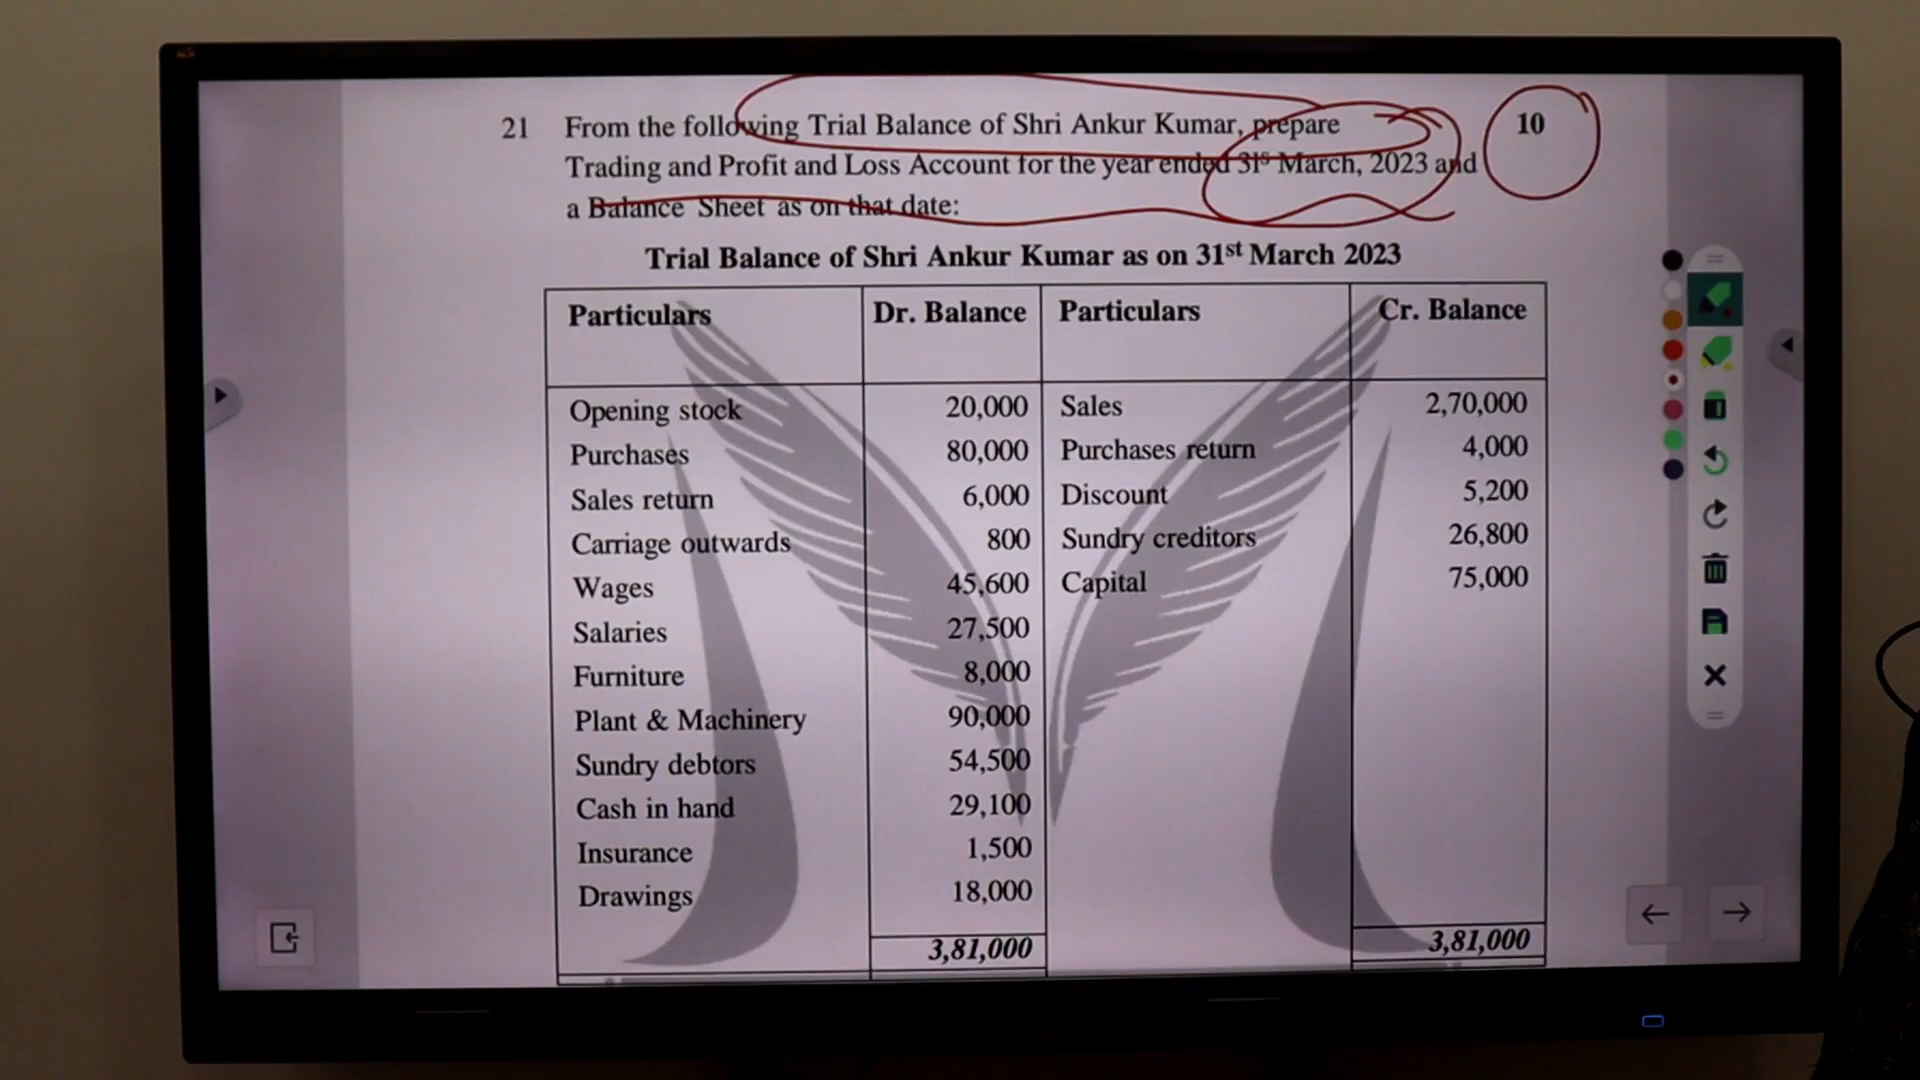 21 From the following Trial Balance of Shri Ankur Kumar, prepare 10
Trading and Profit and Loss Account for the year ended 31s March, 2023 and
a Balance Sheet as on that date:
Trial Balance of Shri Ankur Kumar as on 31st March 2023
Particulars Dr. Balance Particulars Cr. Balance
Opening stock 20,000 Sales 2,70,000
Purchases 80,000 Purchases return 4,000
Sales return 6,000 Discount 5,200
Carriage outwards 800 Sundry creditors 26,800
Wages 45,600 Capital 75,000
Salaries 27,500
Furniture 8,000
Plant & Machinery 90,000
Sundry debtors 54,500
Cash in hand 29,100
Insurance 1,500
Drawings 18,000
3,81,000 3,81,000